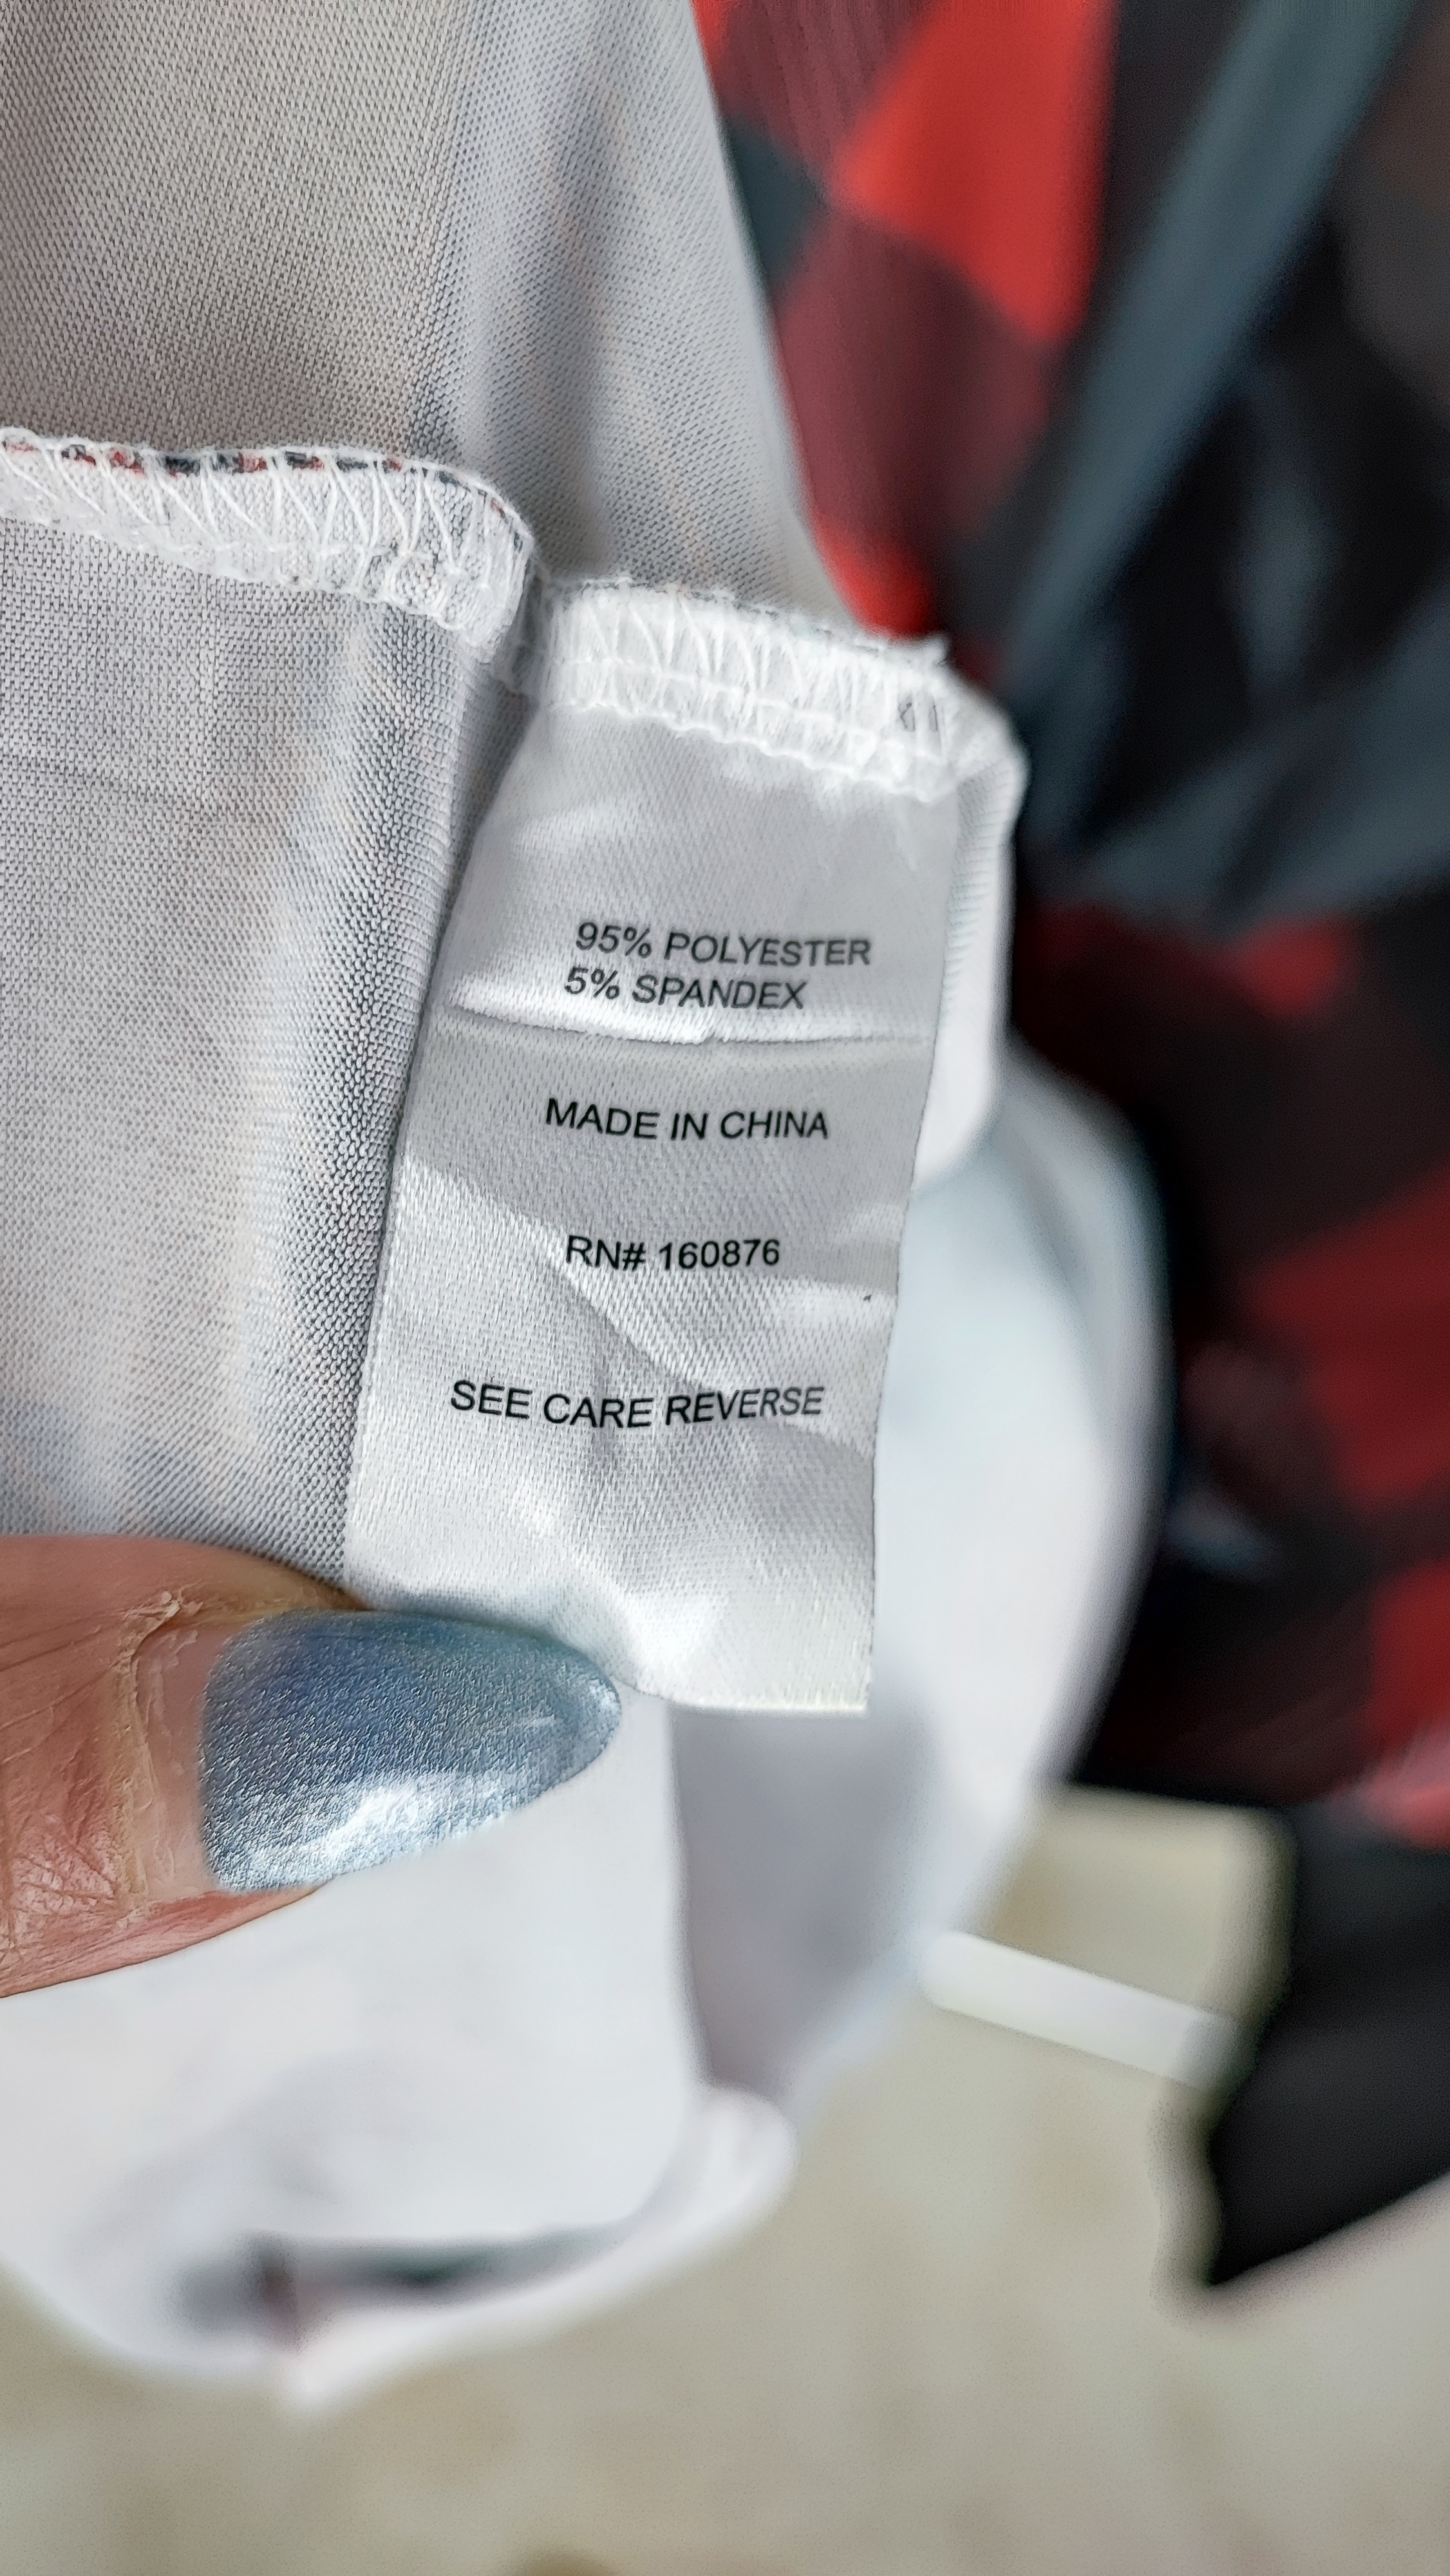 95% POLYESTER
5% SPANDEX
MADE IN CHINA
RN# 160876
SEE CARE REVERSE